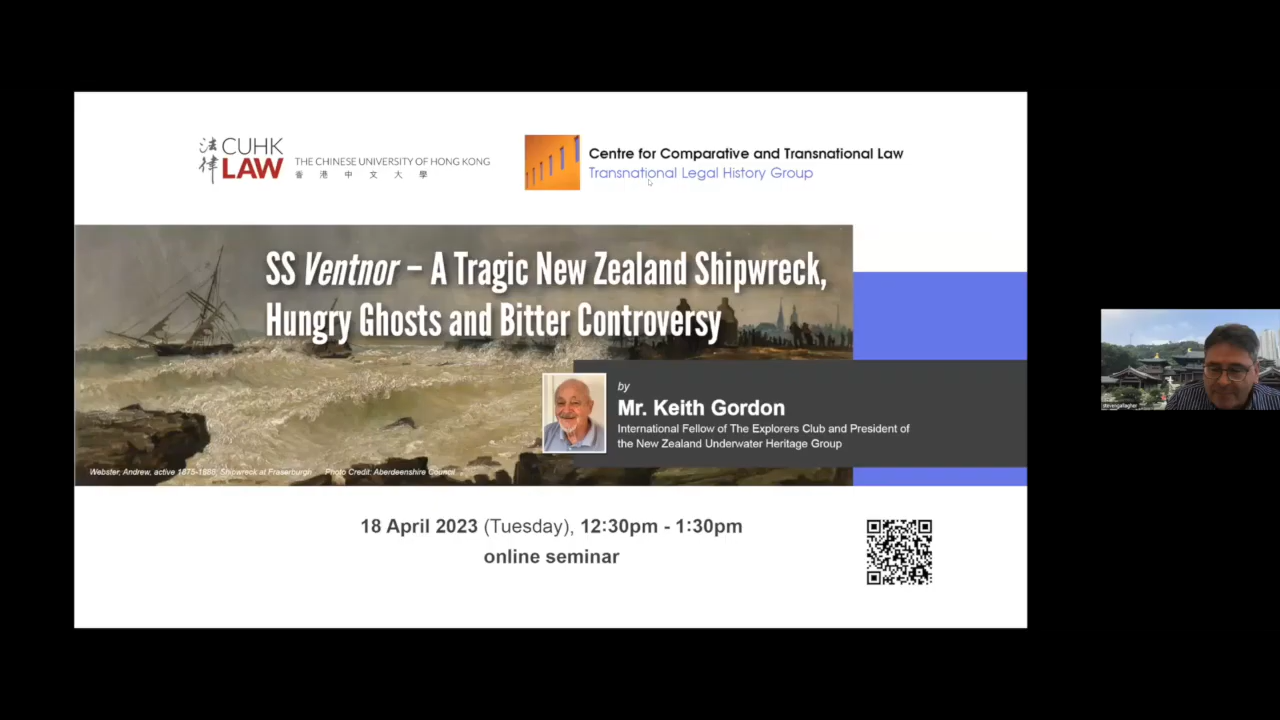 法律 CUHK LAW
THE CHINESE UNIVERSITY OF HONG KONG
香港中文大學
Centre for Comparative and Transnational Law
Transnational Legal History Group
SS Ventnor – A Tragic New Zealand Shipwreck,
Hungry Ghosts and Bitter Controversy
by
Mr. Keith Gordon
International Fellow of The Explorers Club and President of
the New Zealand Underwater Heritage Group
Webster, Andrew, active 1875-1888; Shipwreck at Fraserburgh Photo Credit: Aberdeenshire Council
18 April 2023 (Tuesday), 12:30pm - 1:30pm
online seminar